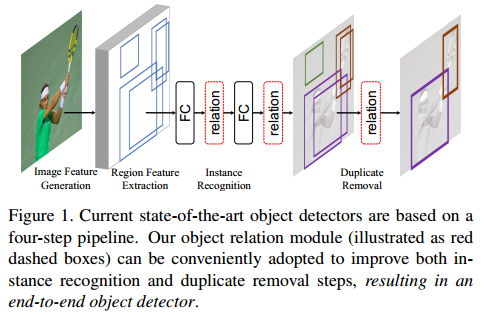 FC
relation
FC
relation
relation
Image Feature
Generation
Region Feature
Extraction
Instance
Recognition
Duplicate
Removal
Figure 1. Current state-of-the-art object detectors are based on a
four-step pipeline. Our object relation module (illustrated as red
dashed boxes) can be conveniently adopted to improve both in-
stance recognition and duplicate removal steps, resulting in an
end-to-end object detector.